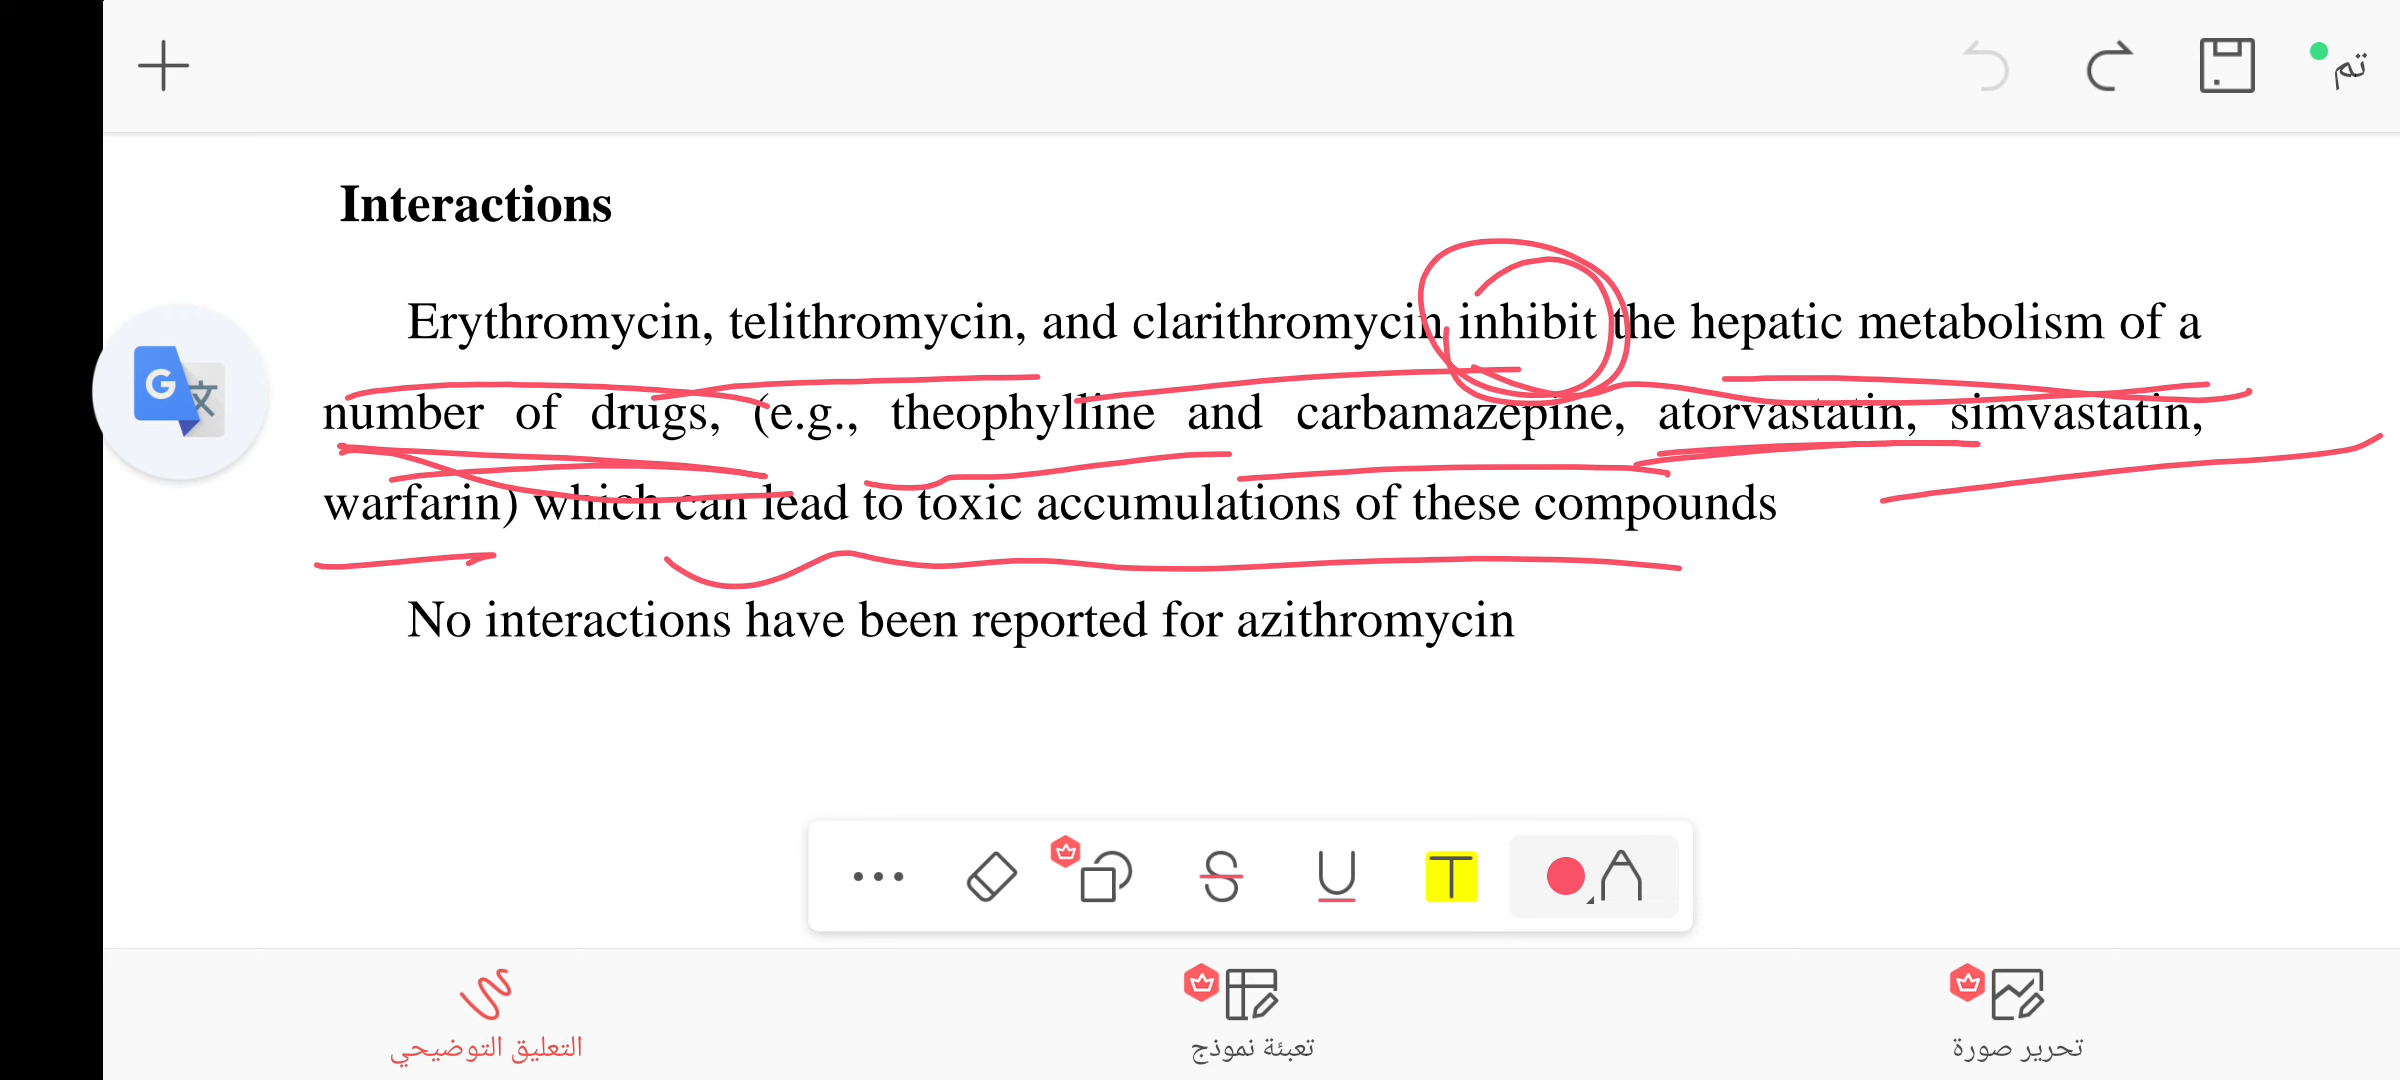 تم
Interactions
Erythromycin, telithromycin, and clarithromycin inhibit the hepatic metabolism of a
number of drugs, (e.g., theophylline and carbamazepine, atorvastatin, simvastatin,
warfarin) which can lead to toxic accumulations of these compounds
No interactions have been reported for azithromycin
التعليق التوضيحي
تعبئة نموذج
تحرير صورة